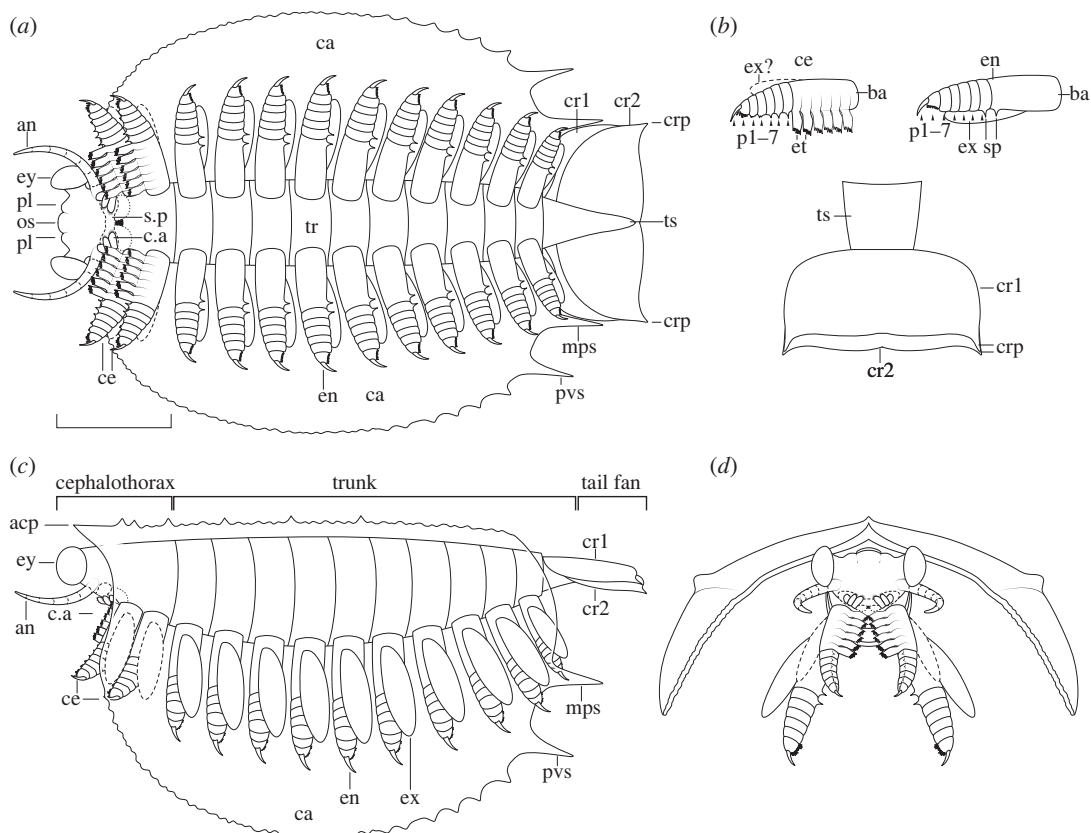 (a)
ca
an
ey
pl
os
pl
s.p
c.a
tr
cr1
cr2
crp
ts
crp
mps
pvs
ce
en
ca
(b)
ex?
ce
ba
p1–7
et
en
ba
p1–7
ex
sp
ts
cr1
crp
cr2
(c)
cephalothorax
trunk
tail fan
acp
ey
an
c.a
ce
cr1
cr2
mps
pvs
en
ex
ca
(d)